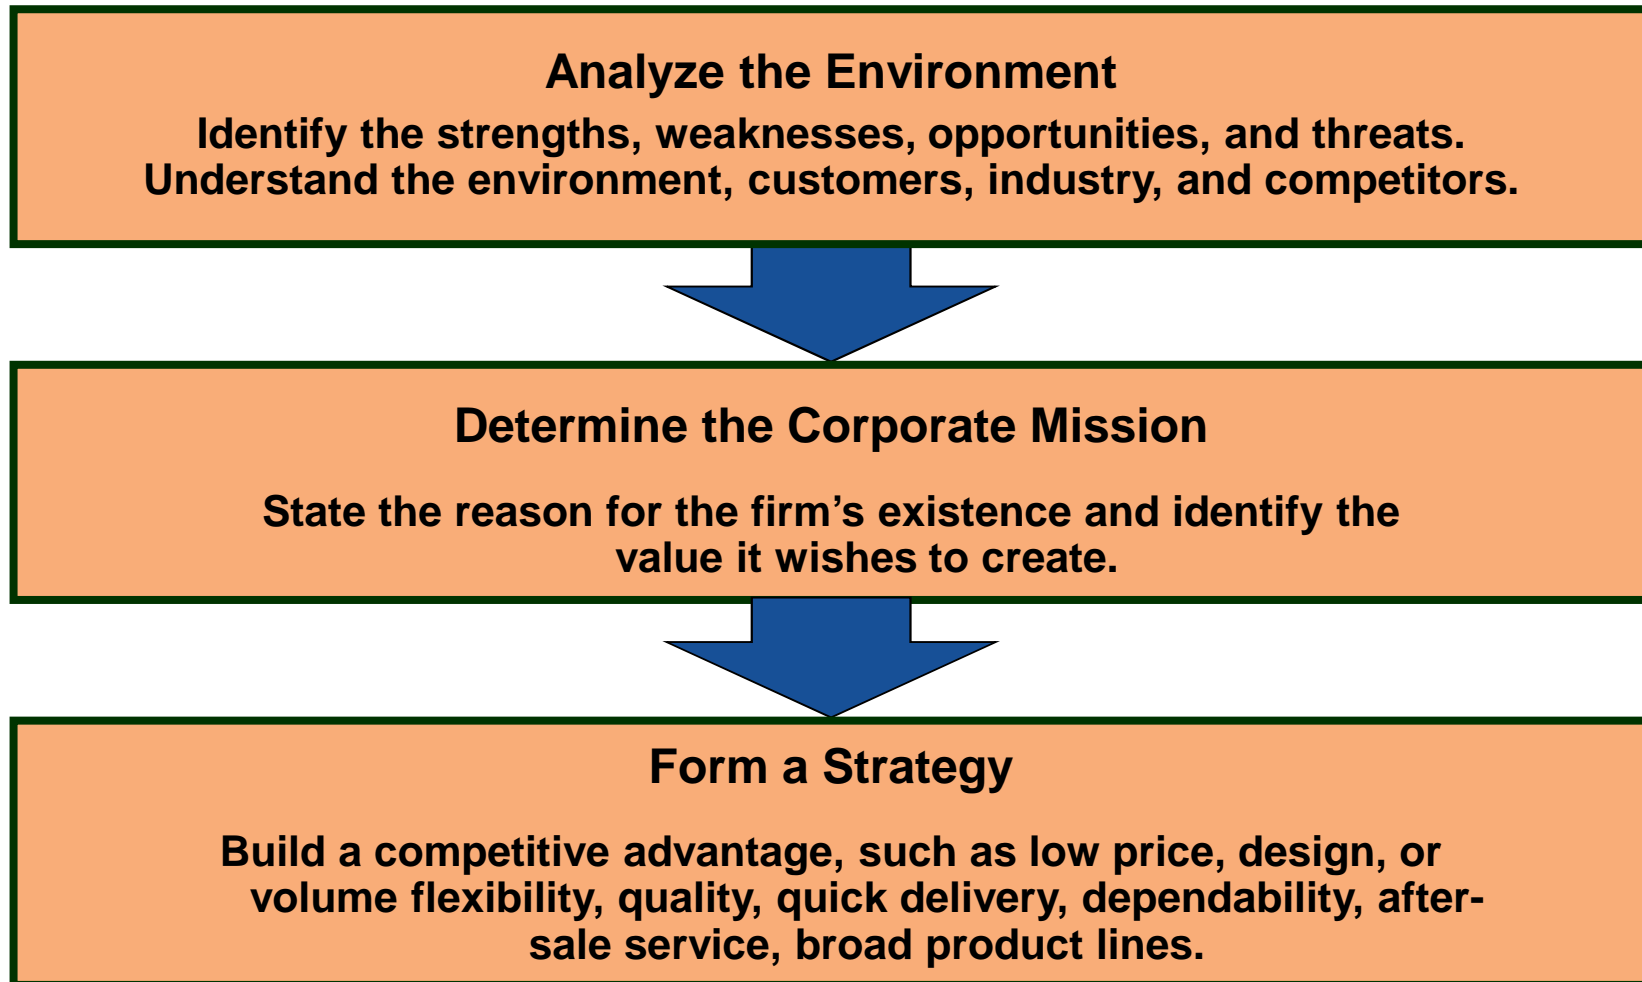 Analyze the Environment
Identify the strengths, weaknesses, opportunities, and threats.
Understand the environment, customers, industry, and competitors.
Determine the Corporate Mission
State the reason for the firm’s existence and identify the
value it wishes to create.
Form a Strategy
Build a competitive advantage, such as low price, design, or
volume flexibility, quality, quick delivery, dependability, after-
sale service, broad product lines.